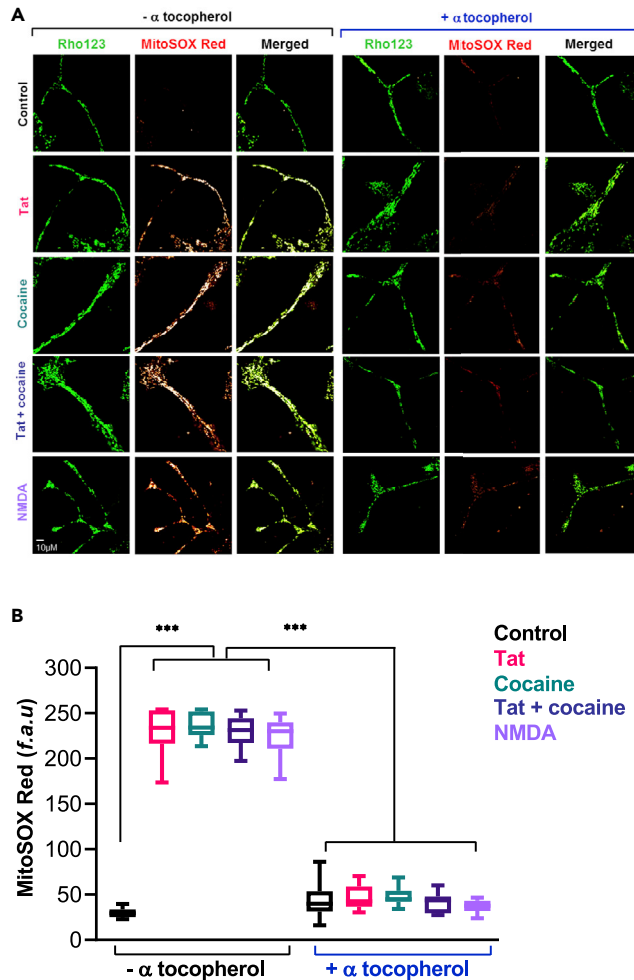 A
- α tocopherol
+ α tocopherol
Rho123 MitoSOX Red Merged Rho123 MitoSOX Red Merged
Control
Tat
Cocaine
Tat + cocaine
NMDA
10µM
B
*** ***
Control
Tat
Cocaine
Tat + cocaine
NMDA
MitoSOX Red (f.a.u)
300
250
200
150
100
50
0
- α tocopherol
+ α tocopherol